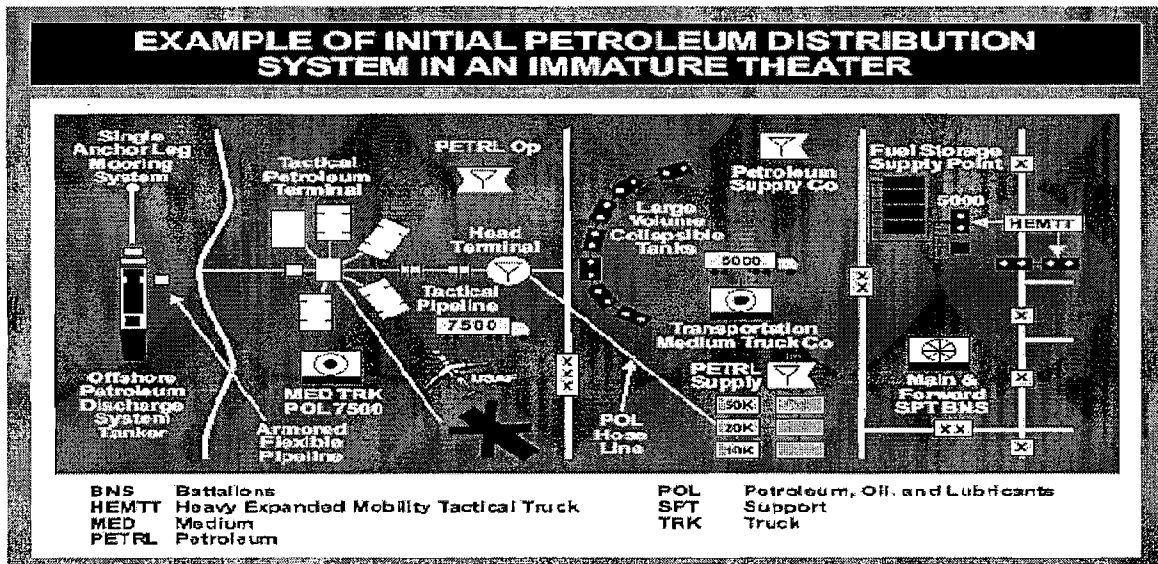 EXAMPLE OF INITIAL PETROLEUM DISTRIBUTION
SYSTEM IN AN IMMATURE THEATER
Single
Anchor Leg
Mooring
System
Tactical
Petroleum
Terminal
PETRL Op
Head
Terminal
Tactical
Pipeline
7500
USAF
MED TRK
POL 7500
Offshore
Petroleum
Discharge
System
Tanker
Armored
Flexible
Pipeline
XXX
Petroleum
Supply Co
Large
Volume
Collapsible
Tanks
5000
Transportation
Medium Truck Co
PETRL
Supply
50K
20K
10K
POL
Hose
Line
XX
Fuel Storage
Supply Point
5000
HEMTT
Main &
Forward
SPT BNS
XX
X
X
X
X
BNS Battalions
HEMTT Heavy Expanded Mobility Tactical Truck
MED Medium
PETRL Petroleum
POL Petroleum, Oil, and Lubricants
SPT Support
TRK Truck